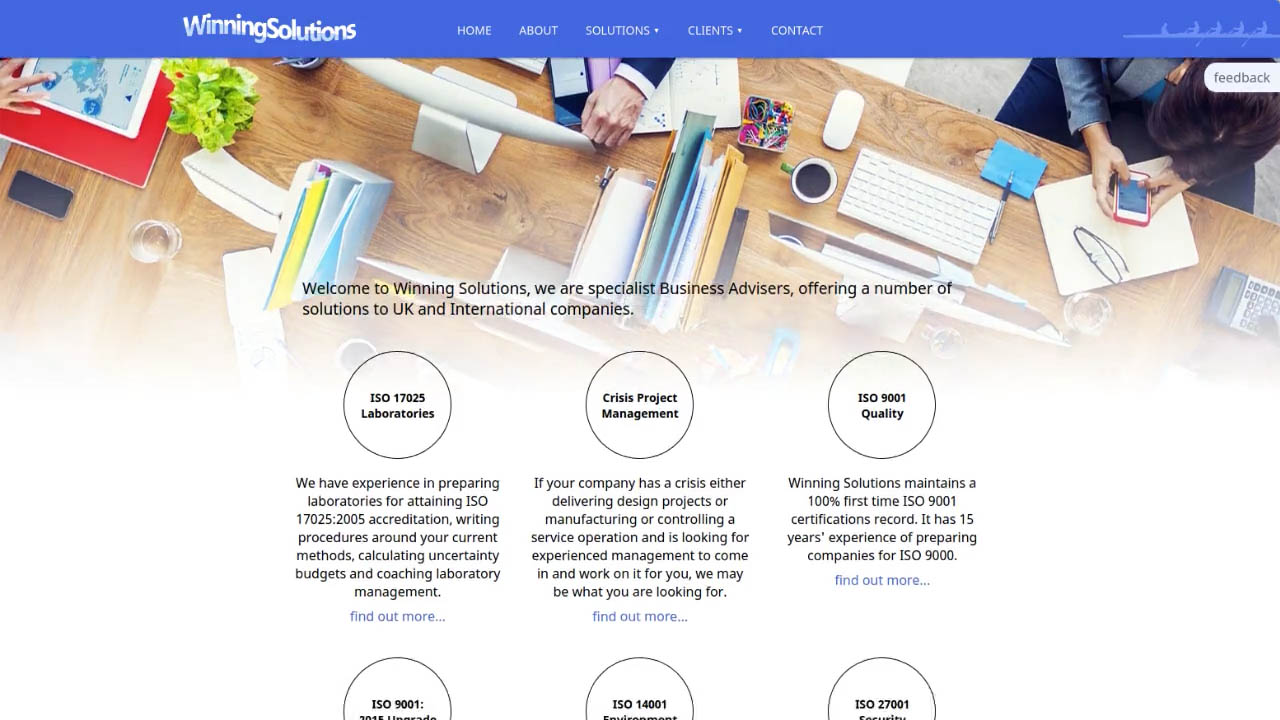 WinningSolutions
HOME ABOUT SOLUTIONS ▼ CLIENTS ▼ CONTACT
feedback
Welcome to Winning Solutions, we are specialist Business Advisers, offering a number of
solutions to UK and International companies.
ISO 17025
Laboratories
We have experience in preparing
laboratories for attaining ISO
17025:2005 accreditation, writing
procedures around your current
methods, calculating uncertainty
budgets and coaching laboratory
management.
find out more...
Crisis Project
Management
If your company has a crisis either
delivering design projects or
manufacturing or controlling a
service operation and is looking for
experienced management to come
in and work on it for you, we may
be what you are looking for.
find out more...
ISO 9001
Quality
Winning Solutions maintains a
100% first time ISO 9001
certifications record. It has 15
years' experience of preparing
companies for ISO 9000.
find out more...
ISO 9001:
2015 Upgrade
ISO 14001
Environment
ISO 27001
Security